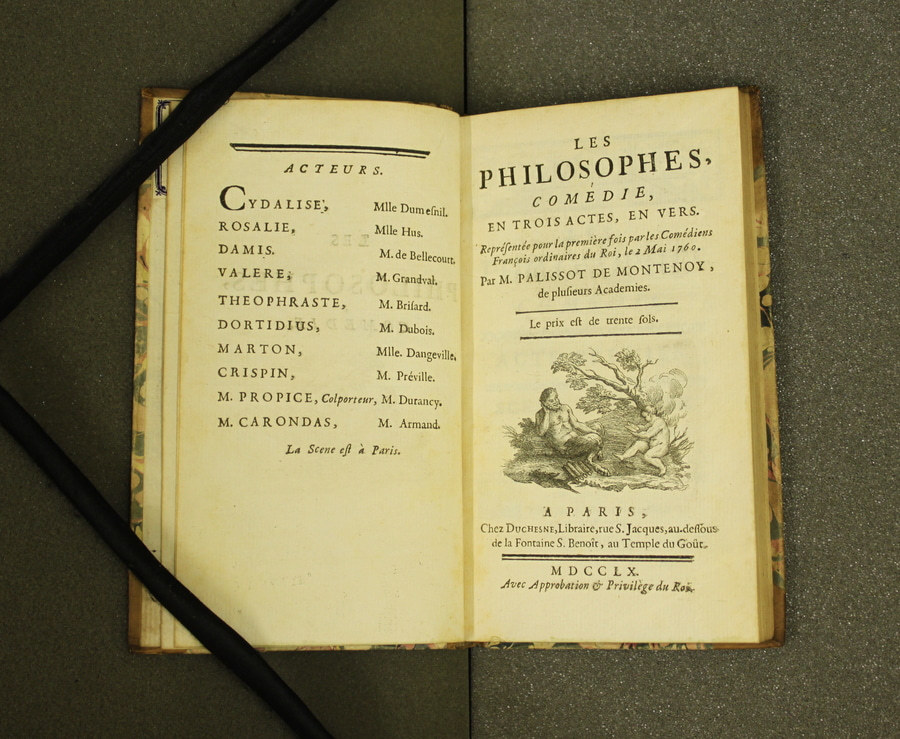 ACTEURS.
CYDALISE, Mlle Dumeſnil.
ROSALIE, Mlle Hus.
DAMIS. M. de Bellecourt.
VALERE, M. Grandval.
THEOPHRASTE, M. Briſard.
DORTIDIUS, M. Dubois.
MARTON, Mlle. Dangeville,
CRISPIN, M. Préville.
M. PROPICE, Colporteur, M. Durancy.
M. CARONDAS, M. Armand.
La Scene eſt à Paris.
LES
PHILOSOPHES,
COMÉDIE,
EN TROIS ACTES, EN VERS.
Repréſentée pour la première fois par les Comédiens
François ordinaires du Roi, le 2 Mai 1760.
Par M. PALISSOT DE MONTENOY,
de pluſieurs Academies.
Le prix eſt de trente ſols.
A PARIS,
Chez DUCHESNE, Libraire, rue S. Jacques, au-deſſous
de la Fontaine S. Benoît, au Temple du Goût.
MDCCLX.
Avec Approbation & Privilège du Roi.